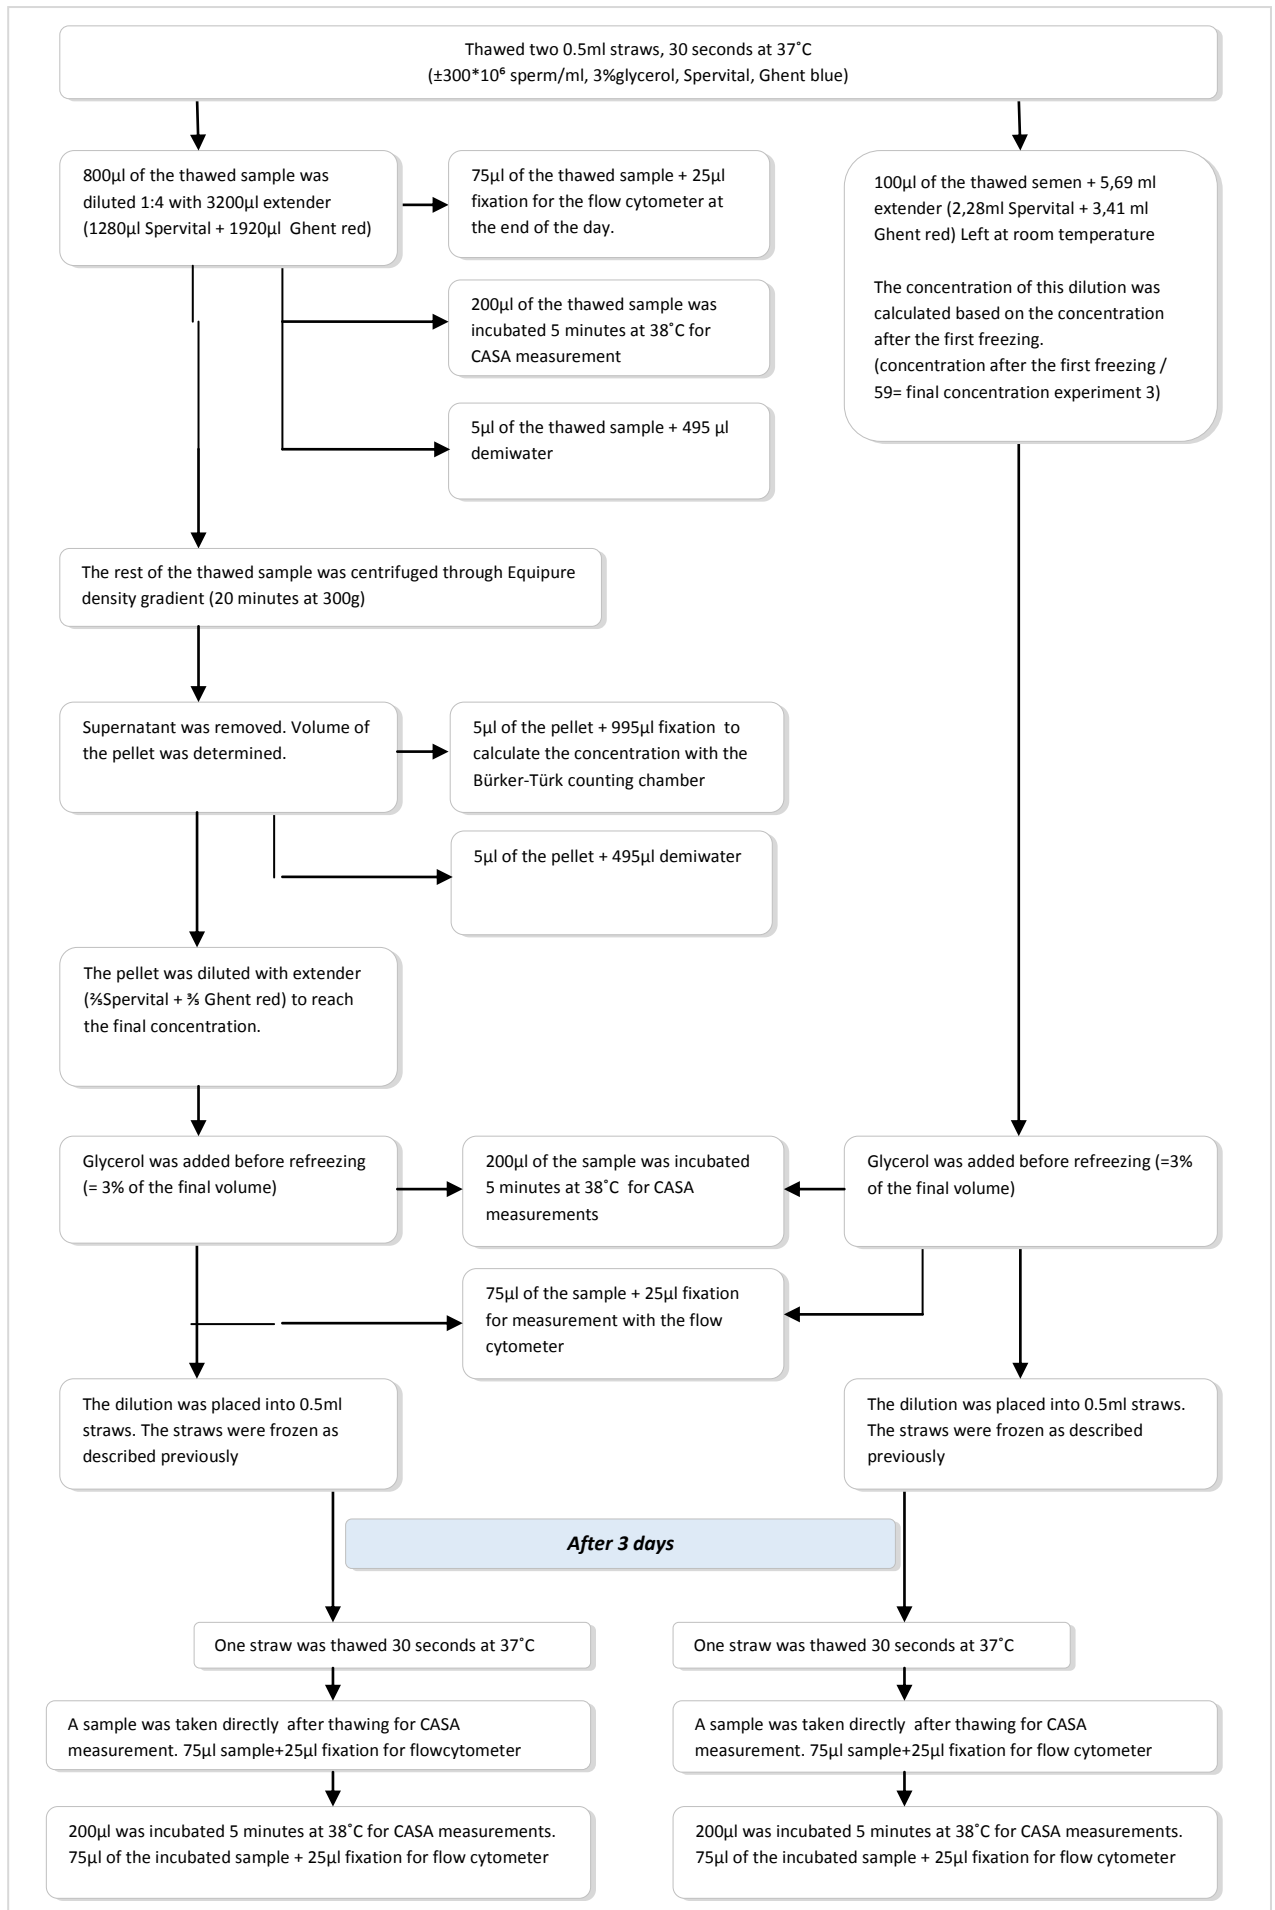 Thawed two 0.5ml straws, 30 seconds at 37˚C
(±300*10⁶ sperm/ml, 3%glycerol, Spervital, Ghent blue)
800µl of the thawed sample was
diluted 1:4 with 3200µl extender
(1280µl Spervital + 1920µl Ghent red)
75µl of the thawed sample + 25µl
fixation for the flow cytometer at
the end of the day.
200µl of the thawed sample was
incubated 5 minutes at 38˚C for
CASA measurement
5µl of the thawed sample + 495 µl
demiwater
100µl of the thawed semen + 5,69 ml
extender (2,28ml Spervital + 3,41 ml
Ghent red) Left at room temperature
The concentration of this dilution was
calculated based on the concentration
after the first freezing.
(concentration after the first freezing /
59= final concentration experiment 3)
The rest of the thawed sample was centrifuged through Equipure
density gradient (20 minutes at 300g)
Supernatant was removed. Volume of
the pellet was determined.
5µl of the pellet + 995µl fixation to
calculate the concentration with the
Bürker-Türk counting chamber
5µl of the pellet + 495µl demiwater
The pellet was diluted with extender
(⅖Spervital + ⅗ Ghent red) to reach
the final concentration.
Glycerol was added before refreezing
(= 3% of the final volume)
200µl of the sample was incubated
5 minutes at 38˚C for CASA
measurements
Glycerol was added before refreezing (=3%
of the final volume)
75µl of the sample + 25µl fixation
for measurement with the flow
cytometer
The dilution was placed into 0.5ml
straws. The straws were frozen as
described previously
The dilution was placed into 0.5ml straws.
The straws were frozen as described
previously
After 3 days
One straw was thawed 30 seconds at 37˚C
One straw was thawed 30 seconds at 37˚C
A sample was taken directly after thawing for CASA
measurement. 75µl sample+25µl fixation for flowcytometer
A sample was taken directly after thawing for CASA
measurement. 75µl sample+25µl fixation for flow cytometer
200µl was incubated 5 minutes at 38˚C for CASA measurements.
75µl of the incubated sample + 25µl fixation for flow cytometer
200µl was incubated 5 minutes at 38˚C for CASA measurements.
75µl of the incubated sample + 25µl fixation for flow cytometer